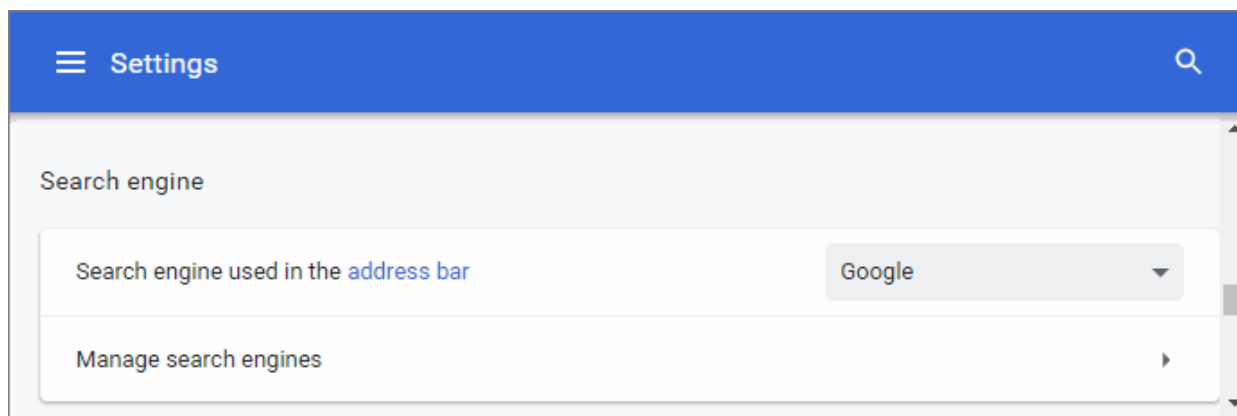 Settings
Search engine
Search engine used in the address bar
Google
Manage search engines